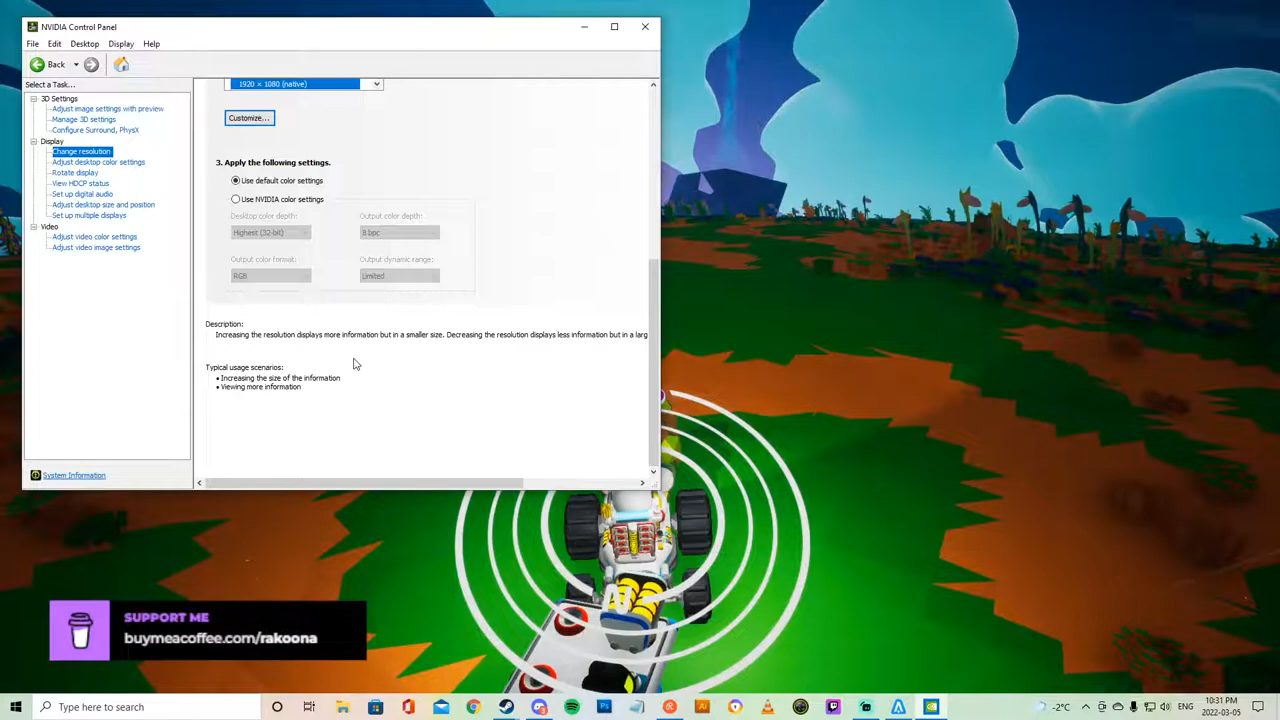 NVIDIA Control Panel
File Edit Desktop Display Help
Back
Select a Task...
3D Settings
Adjust image settings with preview
Manage 3D settings
Configure Surround, PhysX
Display
Change resolution
Adjust desktop color settings
Rotate display
View HDCP status
Set up digital audio
Adjust desktop size and position
Set up multiple displays
Video
Adjust video color settings
Adjust video image settings
System Information
1920 × 1080 (native)
Customize...
3. Apply the following settings.
Use default color settings
Use NVIDIA color settings
Desktop color depth: Output color depth:
Highest (32-bit) 8 bpc
Output color format: Output dynamic range:
RGB Limited
Description:
Increasing the resolution displays more information but in a smaller size. Decreasing the resolution displays less information but in a larg
Typical usage scenarios:
• Increasing the size of the information
• Viewing more information
SUPPORT ME
buymeacoffee.com/rakoona
Type here to search
-2°C
ENG
10:31 PM
2022-03-05